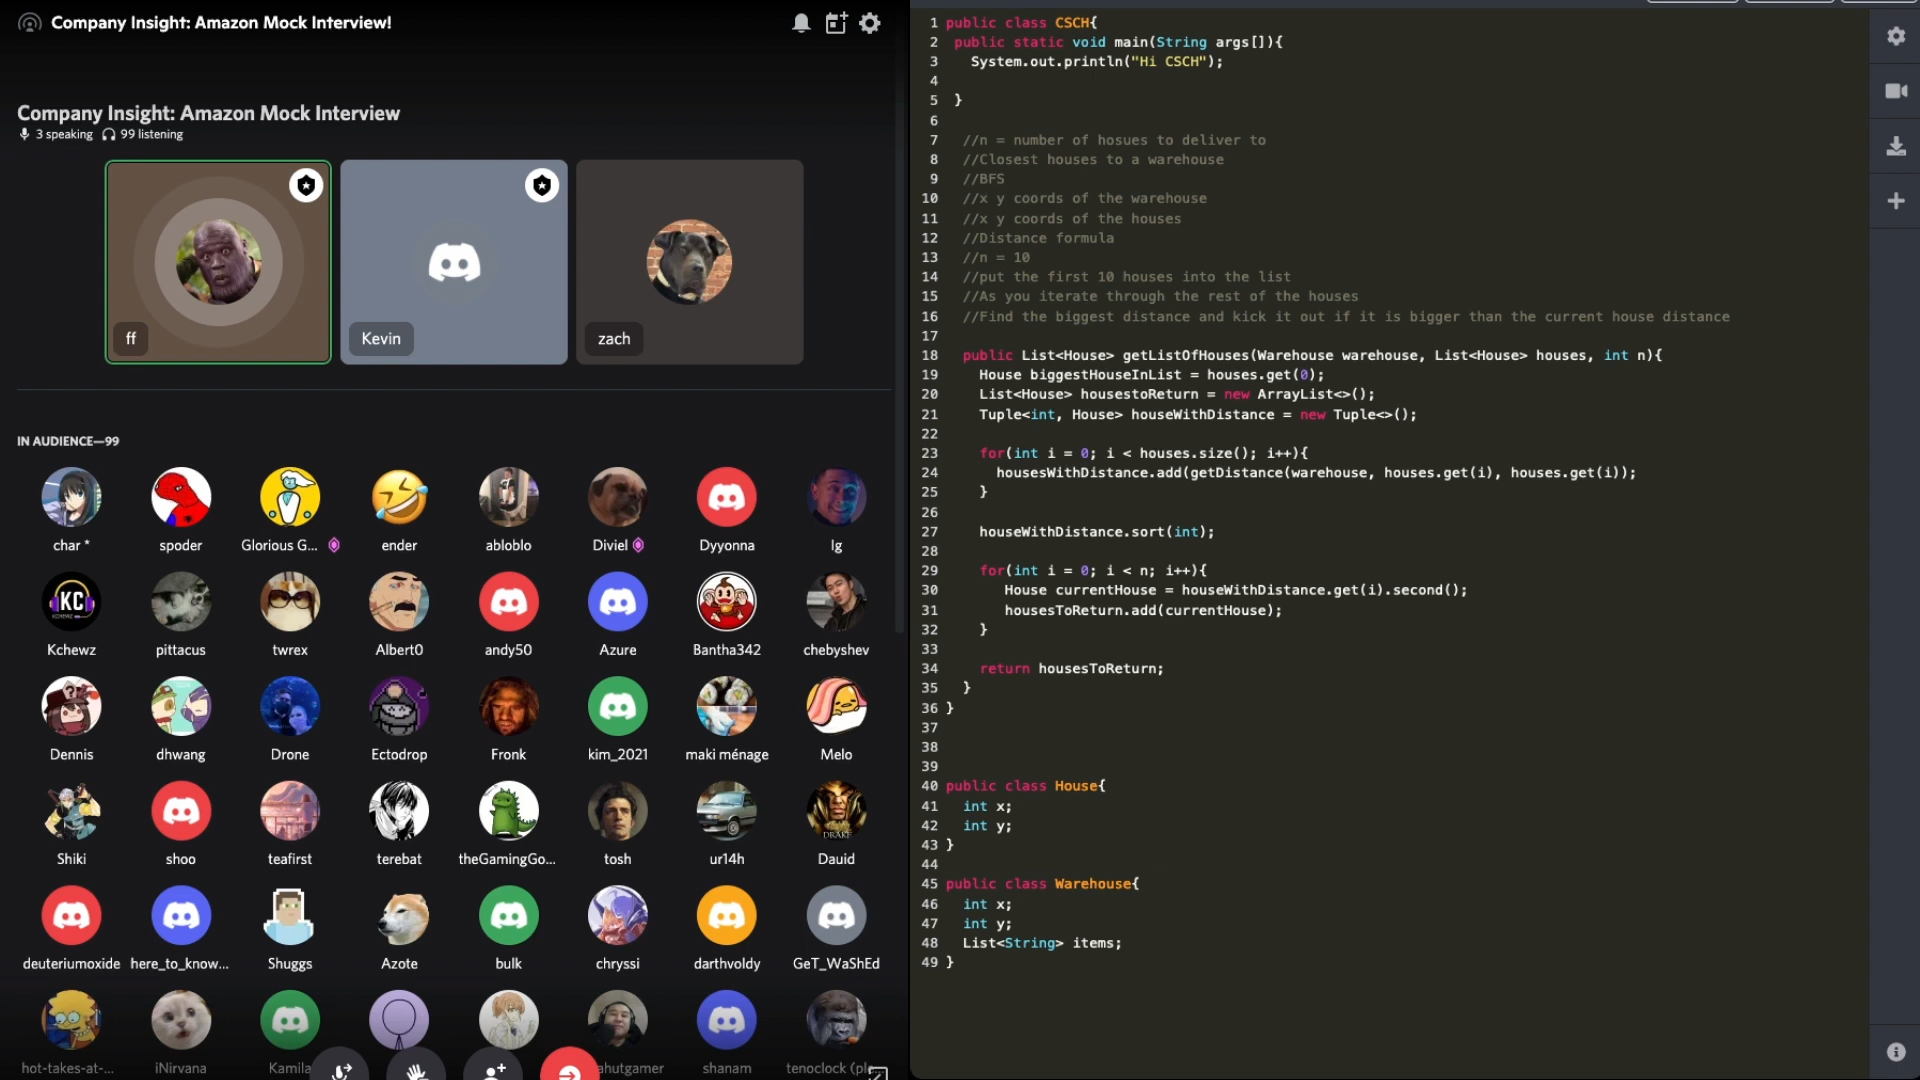 Company Insight: Amazon Mock Interview!
Company Insight: Amazon Mock Interview
3 speaking 99 listening
ff
Kevin
zach
IN AUDIENCE—99
char * spoder Glorious G... ender abloblo Diviel Dyyonna
KC
Kchewz pittacus twrex Albert0 andy50 Azure Bantha342 chebyshev
Dennis dhwang Drone Ectodrop Fronk kim_2021 maki ménage Melo
DRAKE
Shiki shoo teafirst terebat theGamingGo... tosh ur14h Dauid
deuteriumoxide here_to_know... Shuggs Azote bulk chryssi darthvoldy GeT_WaShEd
hot-takes-at-... iNirvana Kamila ahutgamer shanam tenoclock (pl
1 public class CSCH{
2 public static void main(String args[]){
3 System.out.println("Hi CSCH");
4
5 }
6
7 //n = number of hosues to deliver to
8 //Closest houses to a warehouse
9 //BFS
10 //x y coords of the warehouse
11 //x y coords of the houses
12 //Distance formula
13 //n = 10
14 //put the first 10 houses into the list
15 //As you iterate through the rest of the houses
16 //Find the biggest distance and kick it out if it is bigger than the current house distance
17
18 public List<House> getListOfHouses(Warehouse warehouse, List<House> houses, int n){
19 House biggestHouseInList = houses.get(0);
20 List<House> housestoReturn = new ArrayList<>();
21 Tuple<int, House> houseWithDistance = new Tuple<>();
22
23 for(int i = 0; i < houses.size(); i++){
24 housesWithDistance.add(getDistance(warehouse, houses.get(i), houses.get(i));
25 }
26
27 houseWithDistance.sort(int);
28
29 for(int i = 0; i < n; i++){
30 House currentHouse = houseWithDistance.get(i).second();
31 housesToReturn.add(currentHouse);
32 }
33
34 return housesToReturn;
35 }
36 }
37
38
39
40 public class House{
41 int x;
42 int y;
43 }
44
45 public class Warehouse{
46 int x;
47 int y;
48 List<String> items;
49 }